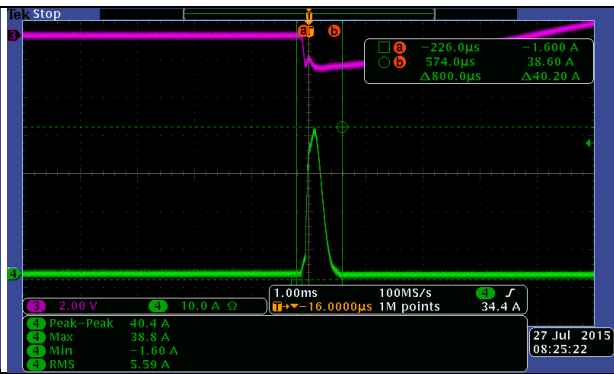 Tek Stop
T
a
b
3
a −226.0µs −1.600 A
b 574.0µs 38.60 A
Δ800.0µs Δ40.20 A
4
3 2.00 V 4 10.0 A Ω
1.00ms 100MS/s 4 ʃ
T→▾−16.0000µs 1M points 34.4 A
4 Peak−Peak 40.4 A
4 Max 38.8 A
4 Min −1.60 A
4 RMS 5.59 A
27 Jul 2015
08:25:22